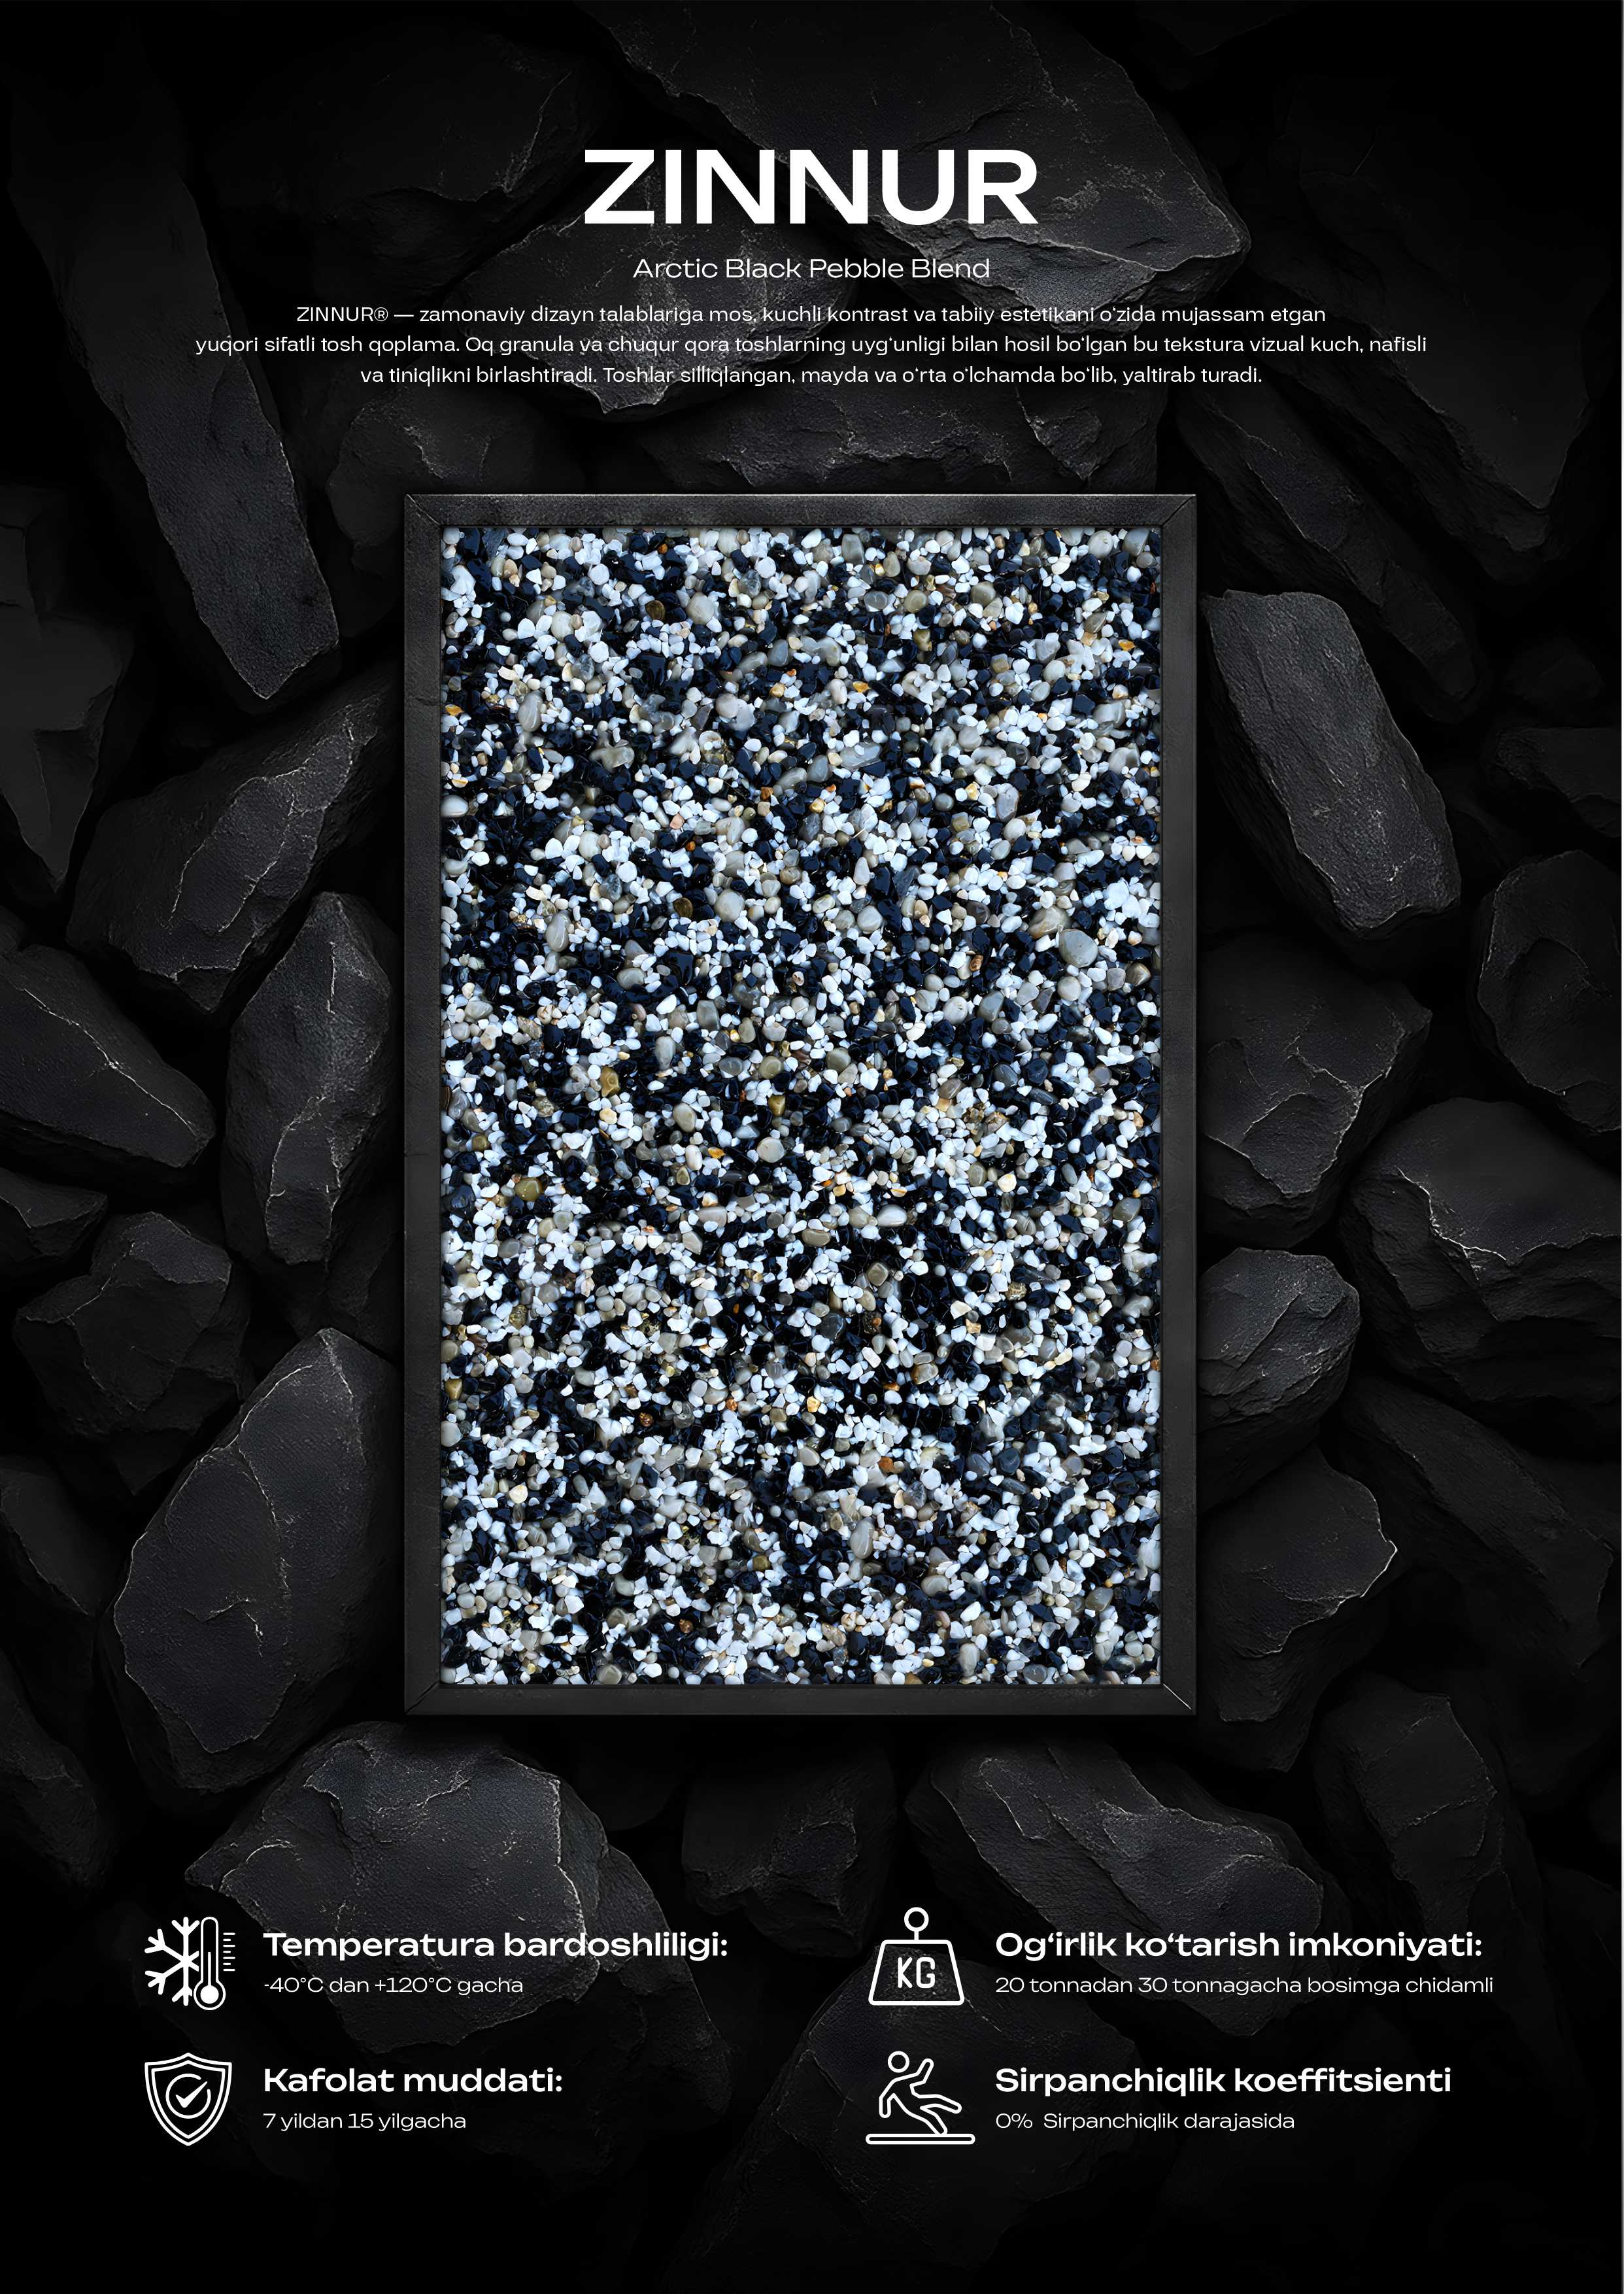 ZINNUR
Arctic Black Pebble Blend
ZINNUR® — zamonaviy dizayn talablariga mos, kuchli kontrast va tabiiy estetikani o‘zida mujassam etgan
yuqori sifatli tosh qoplama. Oq granula va chuqur qora toshlarning uyg‘unligi bilan hosil bo‘lgan bu tekstura vizual kuch, nafisli
va tiniqlikni birlashtiradi. Toshlar silliqlangan, mayda va o‘rta o‘lchamda bo‘lib, yaltirab turadi.
Temperatura bardoshliligi:
-40°C dan +120°C gacha
KG
Og‘irlik ko‘tarish imkoniyati:
20 tonnadan 30 tonnagacha bosimga chidamli
Kafolat muddati:
7 yildan 15 yilgacha
Sirpanchiqlik koeffitsienti
0% Sirpanchiqlik darajasida